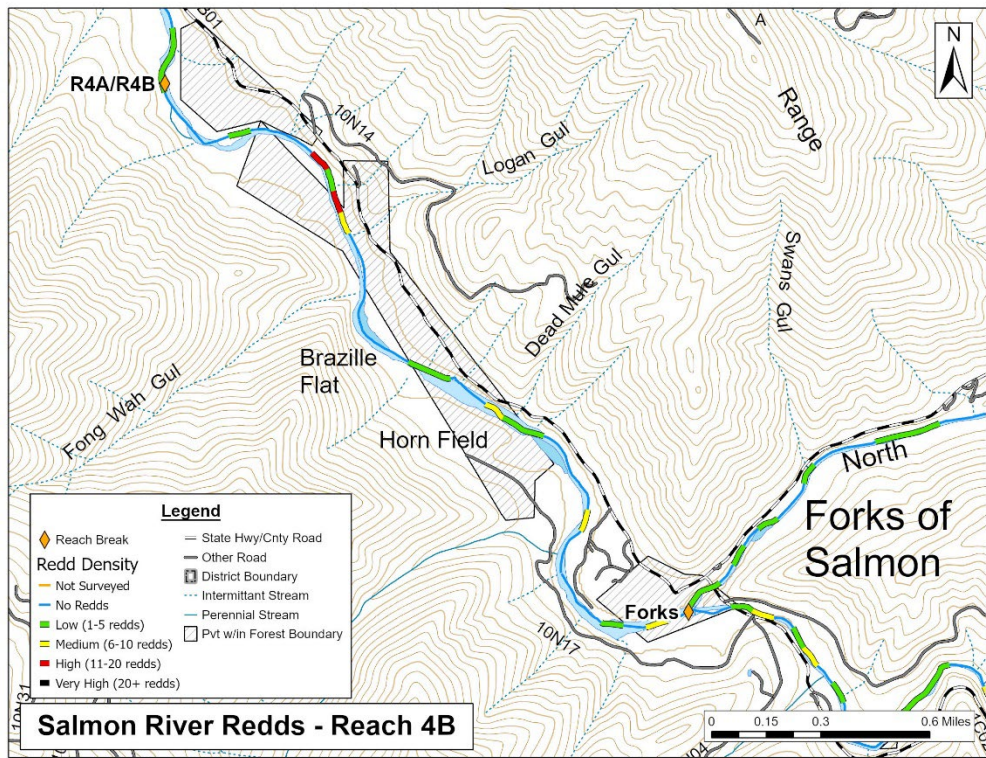 B01
A
N
R4A/R4B
10N14
Range
Logan Gul
Dead Mule Gul
Swans Gul
Brazille
Flat
Fong Wah Gul
Horn Field
North
Forks of
Salmon
Forks
10N17
10N31
Legend
Reach Break
Redd Density
Not Surveyed
No Redds
Low (1-5 redds)
Medium (6-10 redds)
High (11-20 redds)
Very High (20+ redds)
State Hwy/Cnty Road
Other Road
District Boundary
Intermittant Stream
Perennial Stream
Pvt w/in Forest Boundary
Salmon River Redds - Reach 4B
0 0.15 0.3 0.6 Miles